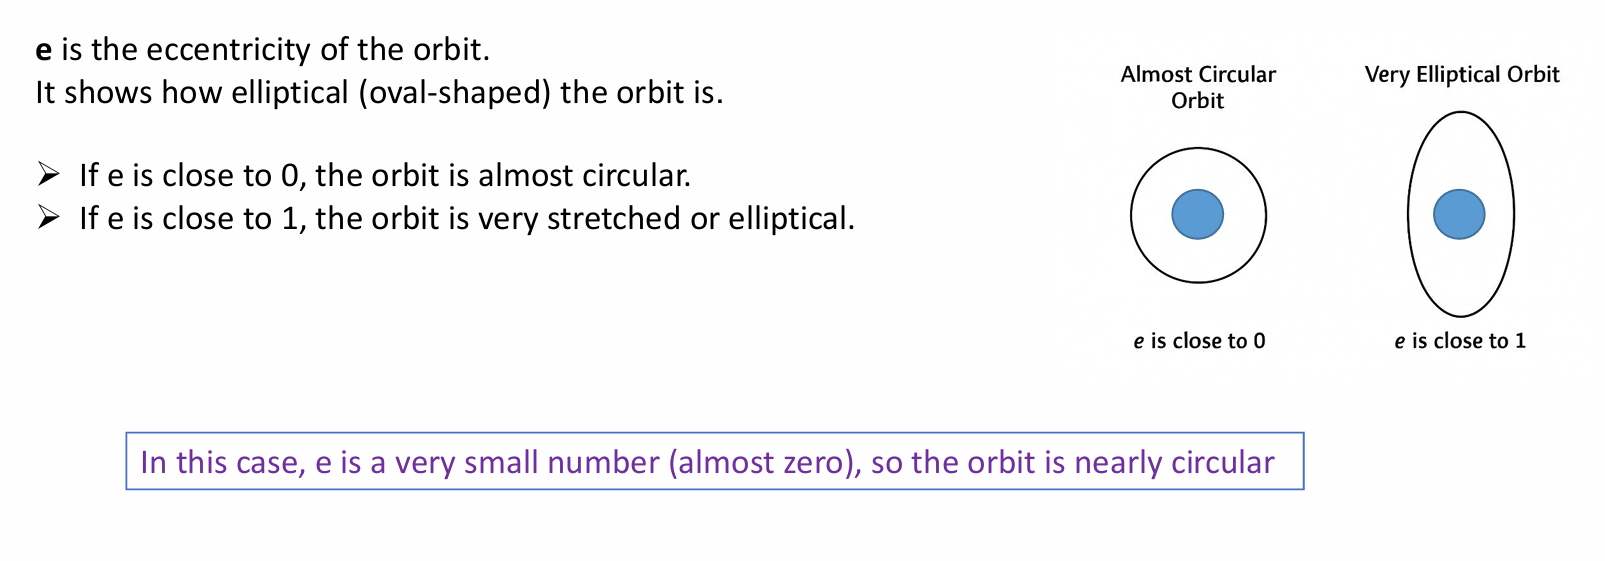 e is the eccentricity of the orbit.
It shows how elliptical (oval-shaped) the orbit is.
➢ If e is close to 0, the orbit is almost circular.
➢ If e is close to 1, the orbit is very stretched or elliptical.
Almost Circular
Orbit
e is close to 0
Very Elliptical Orbit
e is close to 1
In this case, e is a very small number (almost zero), so the orbit is nearly circular